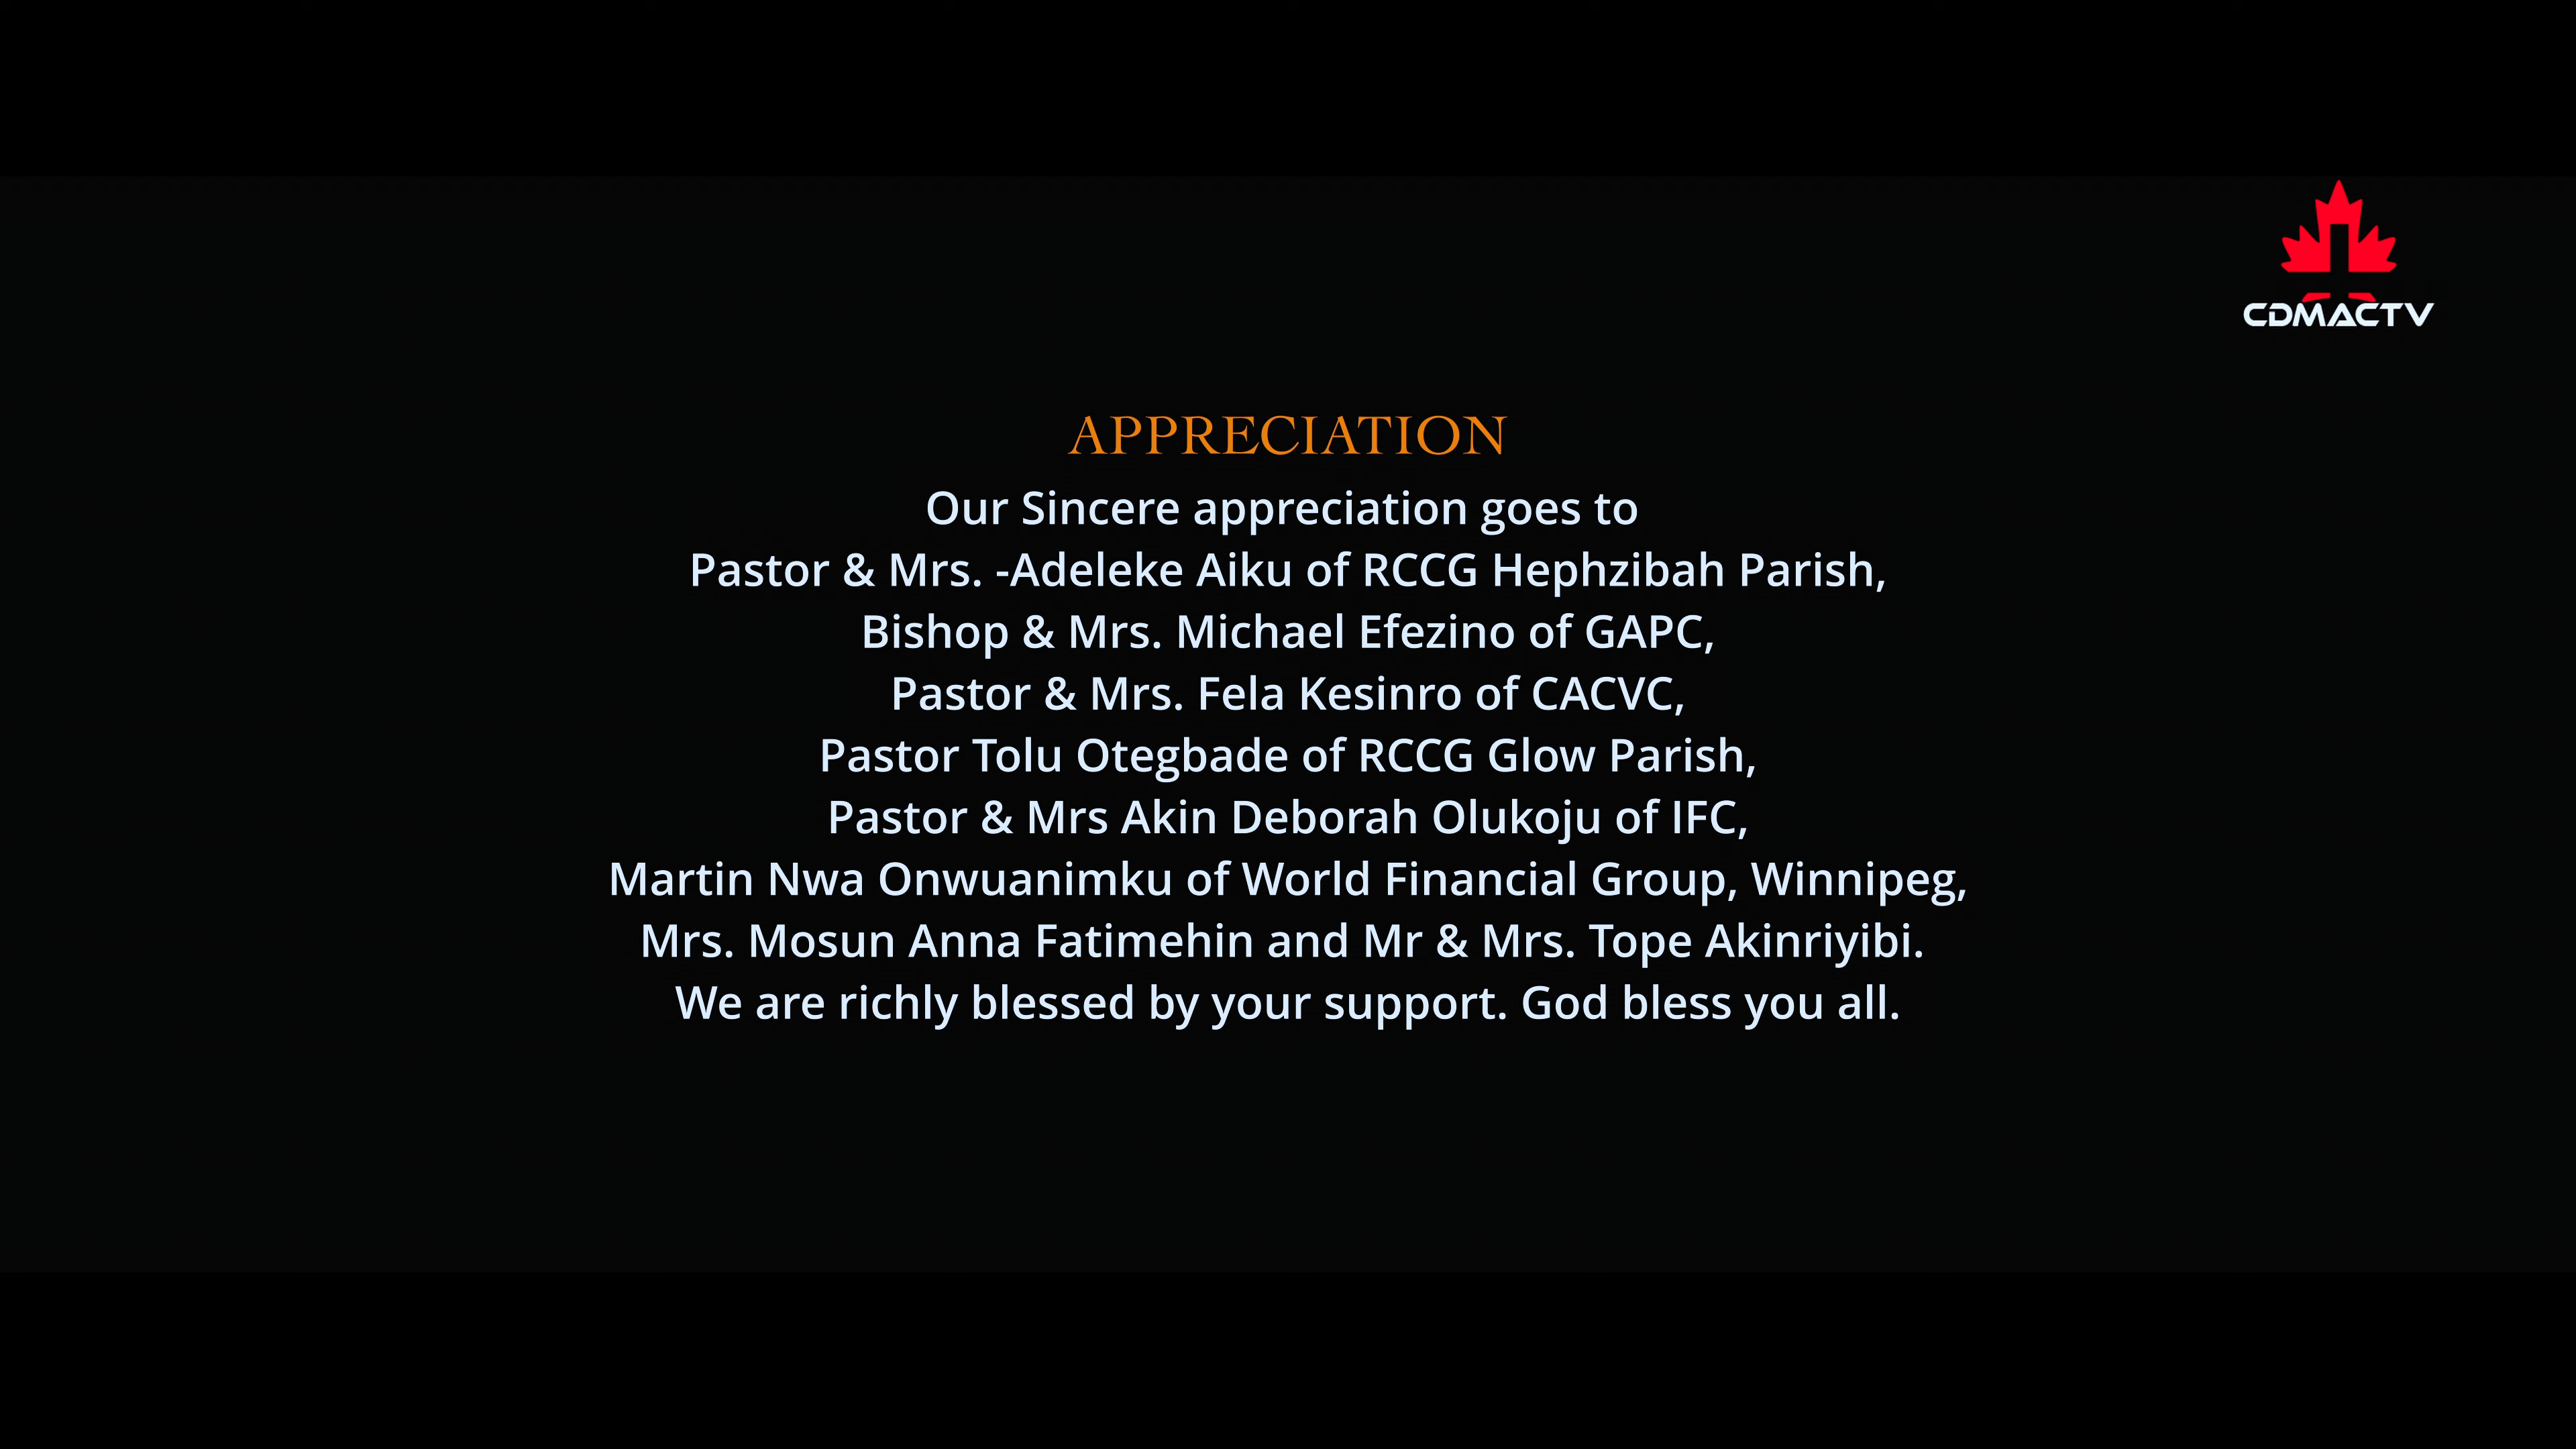 CDMACTV
APPRECIATION
Our Sincere appreciation goes to
Pastor & Mrs. -Adeleke Aiku of RCCG Hephzibah Parish,
Bishop & Mrs. Michael Efezino of GAPC,
Pastor & Mrs. Fela Kesinro of CACVC,
Pastor Tolu Otegbade of RCCG Glow Parish,
Pastor & Mrs Akin Deborah Olukoju of IFC,
Martin Nwa Onwuanimku of World Financial Group, Winnipeg,
Mrs. Mosun Anna Fatimehin and Mr & Mrs. Tope Akinriyibi.
We are richly blessed by your support. God bless you all.